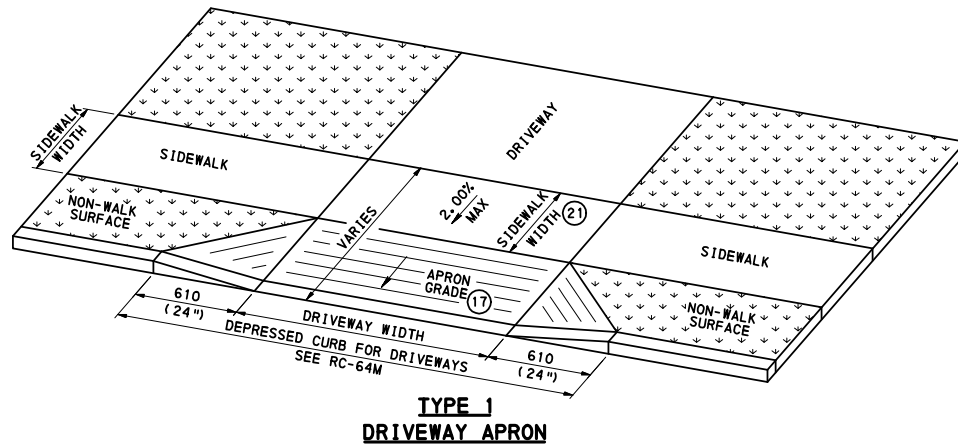 DRIVEWAY
SIDEWALK
WIDTH
SIDEWALK
2.00%
MAX
SIDEWALK
WIDTH 21
NON-WALK
SURFACE
VARIES
SIDEWALK
APRON
GRADE 17
NON-WALK
SURFACE
610
(24")
DRIVEWAY WIDTH
610
(24")
DEPRESSED CURB FOR DRIVEWAYS
SEE RC-64M
TYPE 1
DRIVEWAY APRON